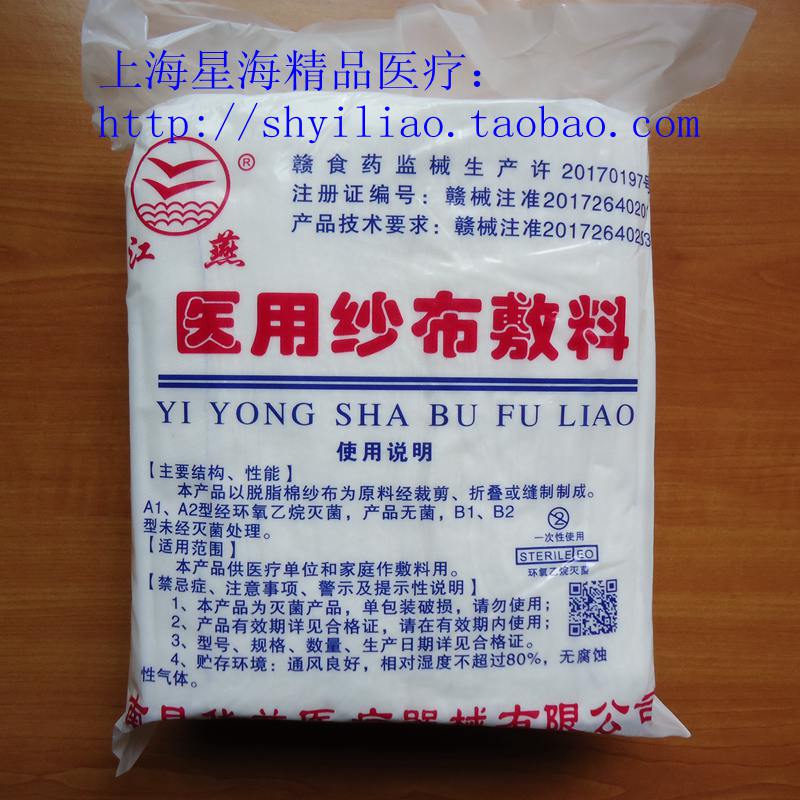 上海星海精品医疗：
http://shyiliao.taobao.com
®
赣食药监械生产许 20170197号
注册证编号：赣械注准2017264020
产品技术要求：赣械注准2017264020
江燕
医用纱布敷料
YI YONG SHA BU FU LIAO
使用说明
【主要结构、性能】
本产品以脱脂棉纱布为原料经裁剪、折叠或缝制制成。
A1、A2型经环氧乙烷灭菌，产品无菌，B1、B2
型未经灭菌处理。
【适用范围】
本产品供医疗单位和家庭作敷料用。
【禁忌症、注意事项、警示及提示性说明】
1、本产品为灭菌产品，单包装破损，请勿使用；
2、产品有效期详见合格证，请在有效期内使用；
3、型号、规格、数量、生产日期详见合格证。
4、贮存环境：通风良好，相对湿度不超过80%，无腐蚀
性气体。
2
一次性使用
STERILE EO
环氧乙烷灭菌
医疗器械有限公司